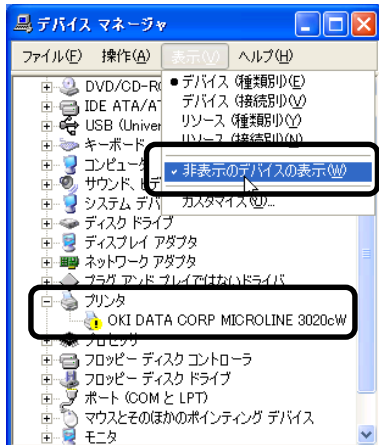 デバイス マネージャ
ファイル(F) 操作(A) 表示(V) ヘルプ(H)
デバイス (種類別)(E)
デバイス (接続別)(V)
リソース (種類別)(Y)
リソース (接続別)(N)
非表示のデバイスの表示(W)
カスタマイズ(U)...
DVD/CD-R
IDE ATA/AT
USB (Univer
キーボード
コンピュータ
サウンド、ビデ
システム デバ
ディスク ドライブ
ディスプレイ アダプタ
ネットワーク アダプタ
プラグ アンド プレイではないドライバ
プリンタ
OKI DATA CORP MICROLINE 3020cW
プロセッサ
フロッピー ディスク コントローラ
フロッピー ディスク ドライブ
ポート (COM と LPT)
マウスとそのほかのポインティング デバイス
モニタ